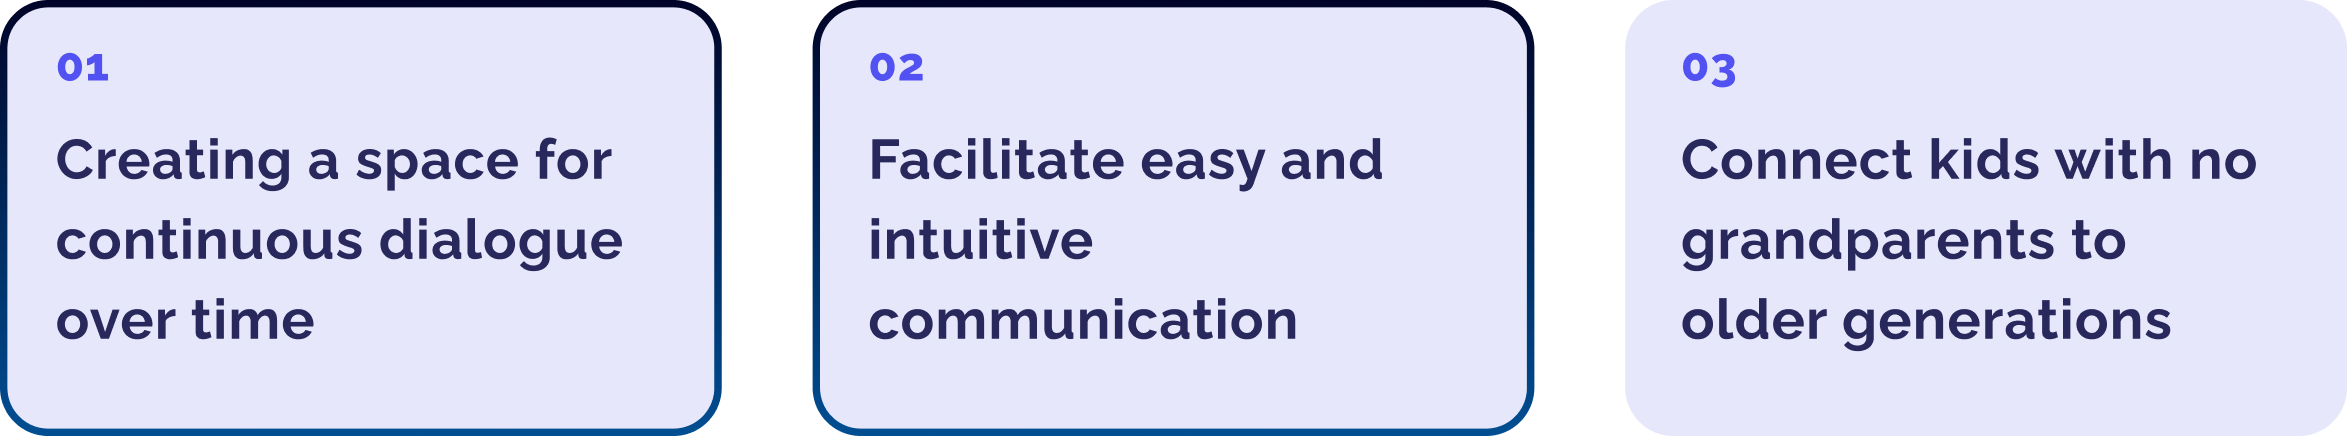 01
Creating a space for
continuous dialogue
over time
02
Facilitate easy and
intuitive
communication
03
Connect kids with no
grandparents to
older generations